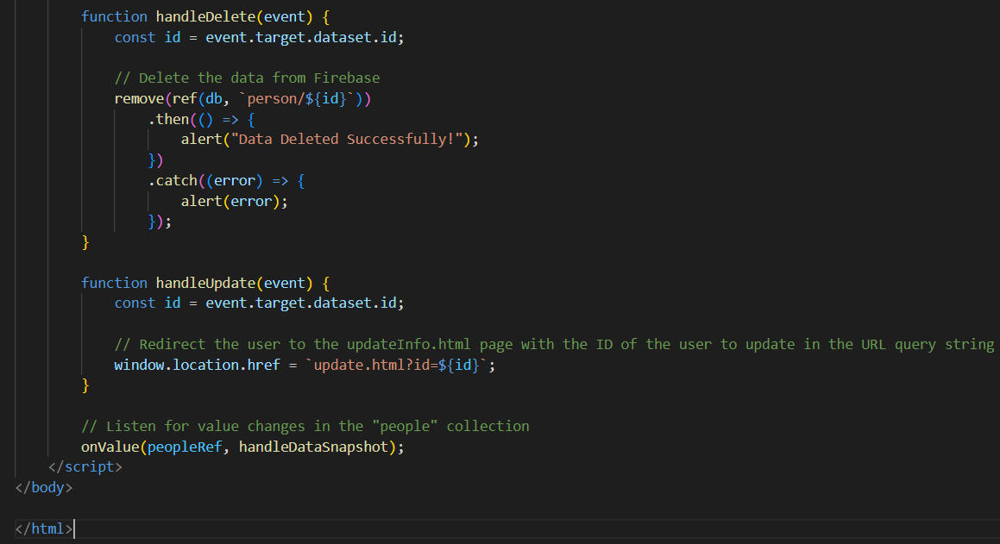 function handleDelete(event) {
const id = event.target.dataset.id;
// Delete the data from Firebase
remove(ref(db, `person/${id}`))
.then(() => {
alert("Data Deleted Successfully!");
})
.catch((error) => {
alert(error);
});
}
function handleUpdate(event) {
const id = event.target.dataset.id;
// Redirect the user to the updateInfo.html page with the ID of the user to update in the URL query string
window.location.href = `update.html?id=${id}`;
}
// Listen for value changes in the "people" collection
onValue(peopleRef, handleDataSnapshot);
</script>
</body>
</html>